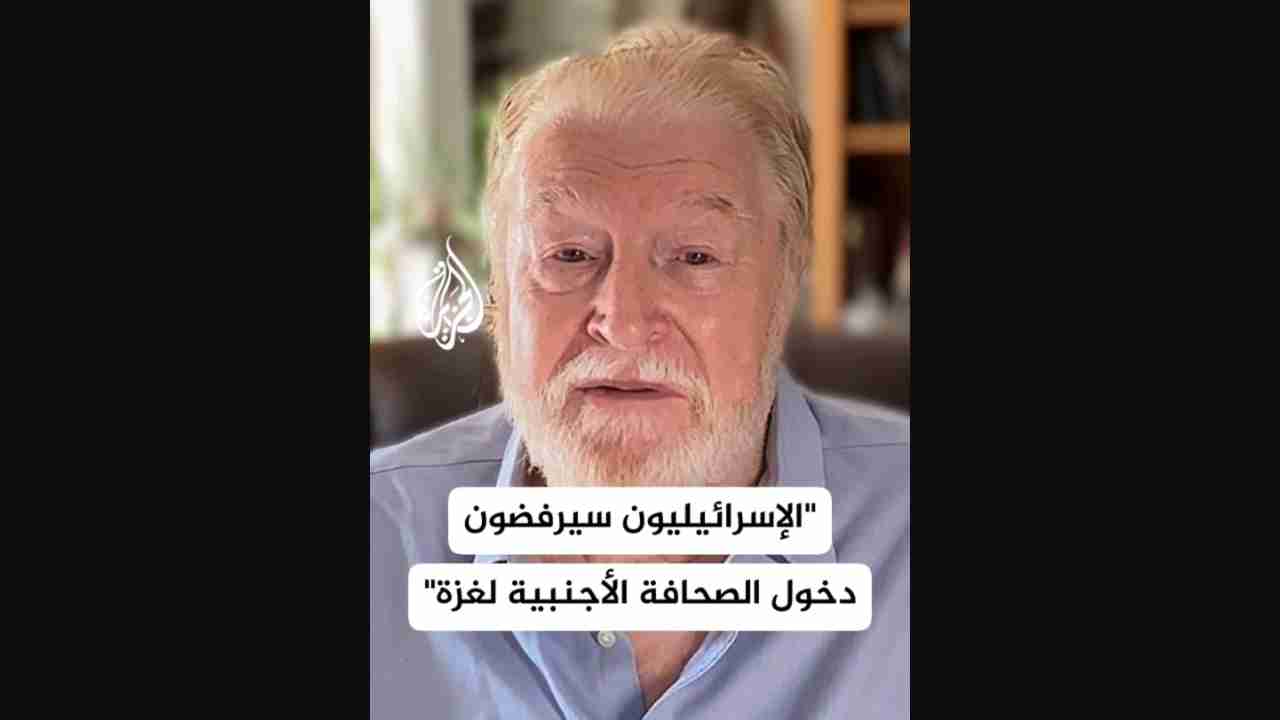 الجزيرة
"الإسرائيليون سيرفضون
دخول الصحافة الأجنبية لغزة"